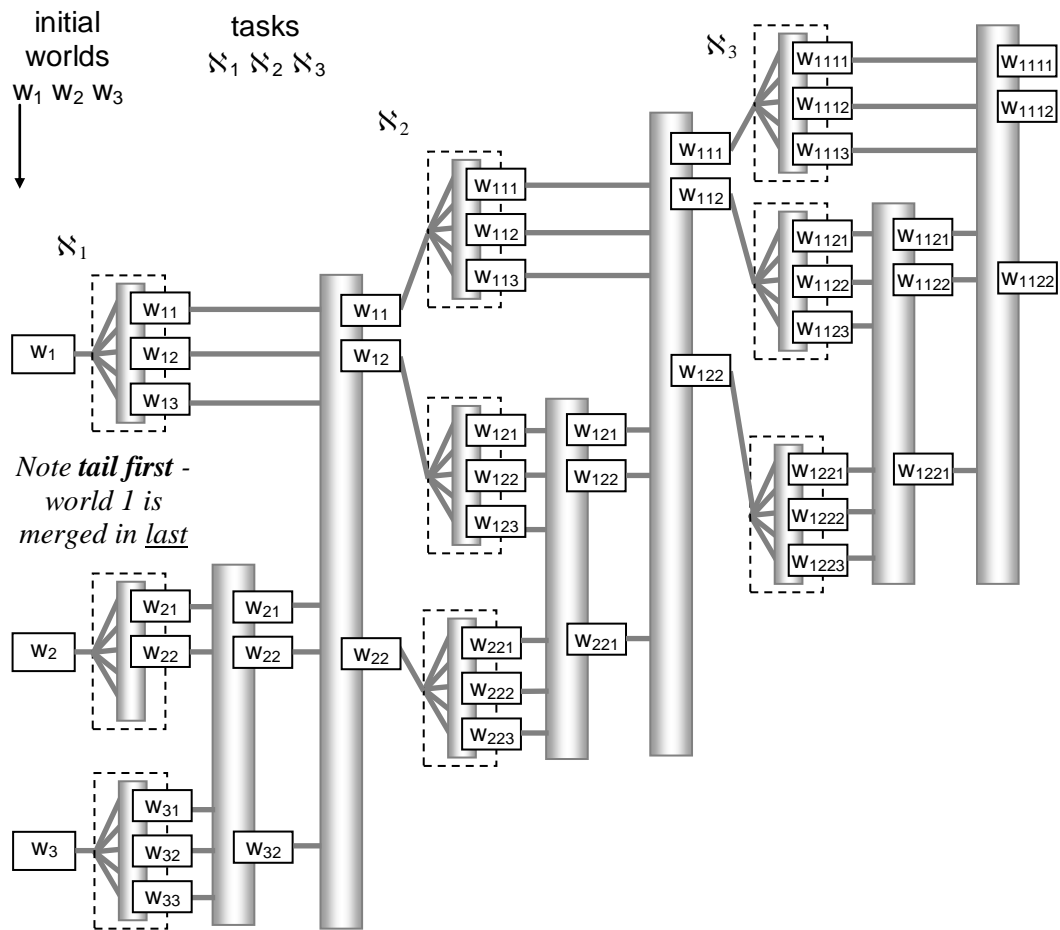 initial
worlds
w1 w2 w3
tasks
ℵ1 ℵ2 ℵ3
ℵ1
w1
w11
w12
w13
w11
w12
Note tail first -
world 1 is
merged in last
w2
w21
w22
w21
w22
w22
w3
w31
w32
w33
w32
ℵ2
w111
w112
w113
w111
w112
w121
w122
w123
w121
w122
w122
w221
w222
w223
w221
ℵ3
w1111
w1112
w1113
w1111
w1112
w1121
w1122
w1123
w1121
w1122
w1122
w1221
w1222
w1223
w1221